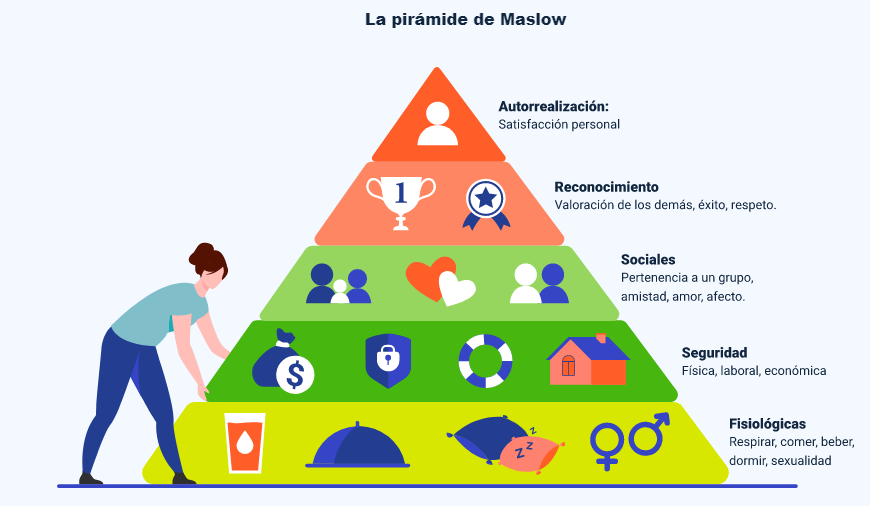 La pirámide de Maslow
Autorrealización:
Satisfacción personal
1
Reconocimiento
Valoración de los demás, éxito, respeto.
Sociales
Pertenencia a un grupo,
amistad, amor, afecto.
$
Seguridad
Física, laboral, económica
Fisiológicas
Respirar, comer, beber,
dormir, sexualidad
z
z z